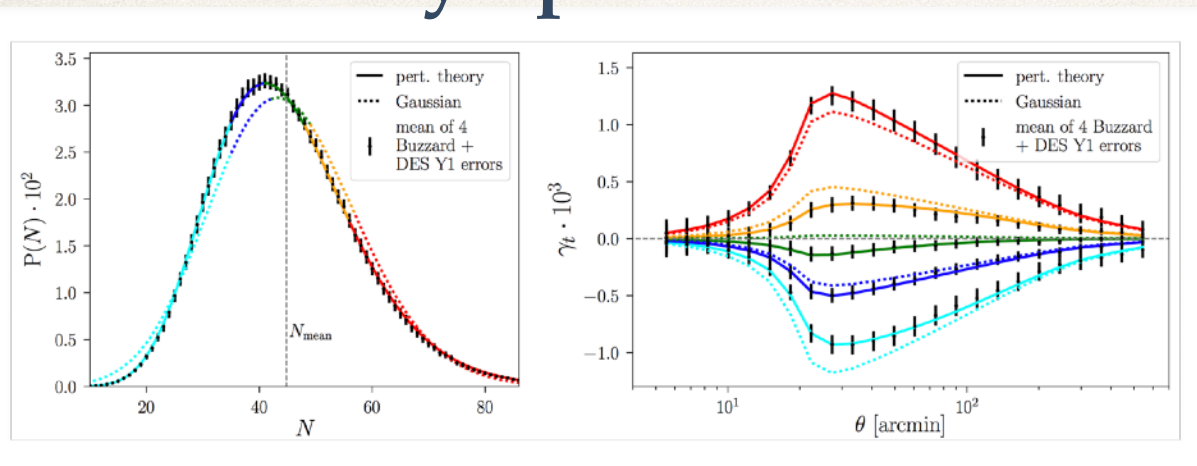 3.5
3.0
2.5
2.0
1.5
1.0
0.5
0.0
P(N) · 10²
20
40
60
80
N
N_mean
pert. theory
Gaussian
mean of 4
Buzzard +
DES Y1 errors
1.5
1.0
0.5
0.0
−0.5
−1.0
γₜ · 10³
10¹
10²
θ [arcmin]
pert. theory
Gaussian
mean of 4 Buzzard
+ DES Y1 errors